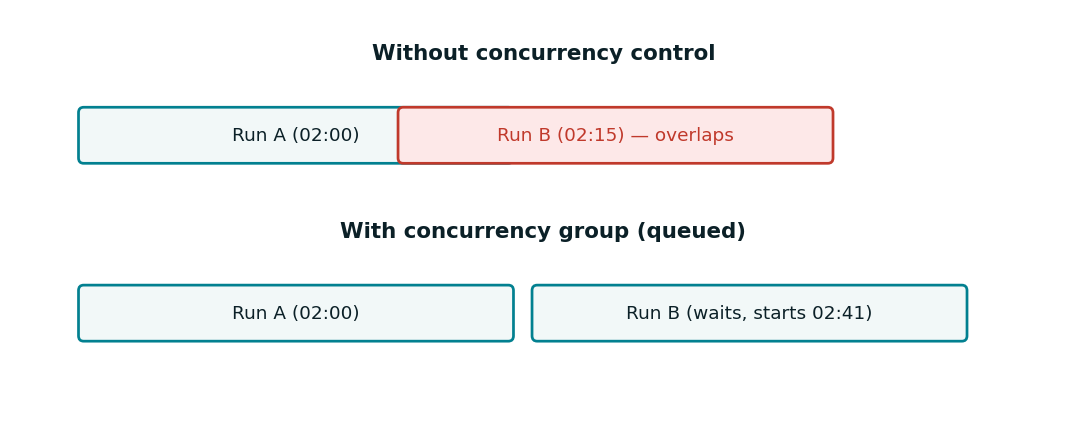 Without concurrency control
Run A (02:00)
Run B (02:15) — overlaps
With concurrency group (queued)
Run A (02:00)
Run B (waits, starts 02:41)